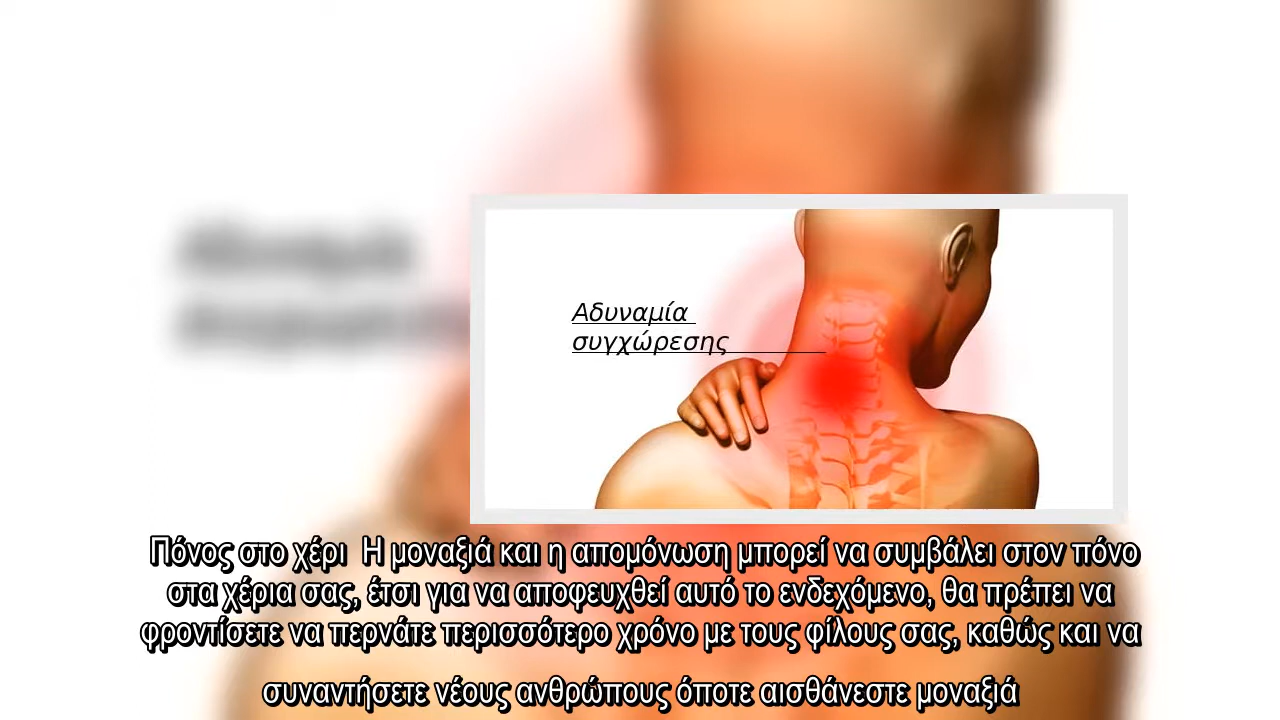 Αδυναμία
συγχώρεσης
Πόνος στο χέρι  Η μοναξιά και η απομόνωση μπορεί να συμβάλει στον πόνο
στα χέρια σας, έτσι για να αποφευχθεί αυτό το ενδεχόμενο, θα πρέπει να
φροντίσετε να περνάτε περισσότερο χρόνο με τους φίλους σας, καθώς και να
συναντήσετε νέους ανθρώπους όποτε αισθάνεστε μοναξιά